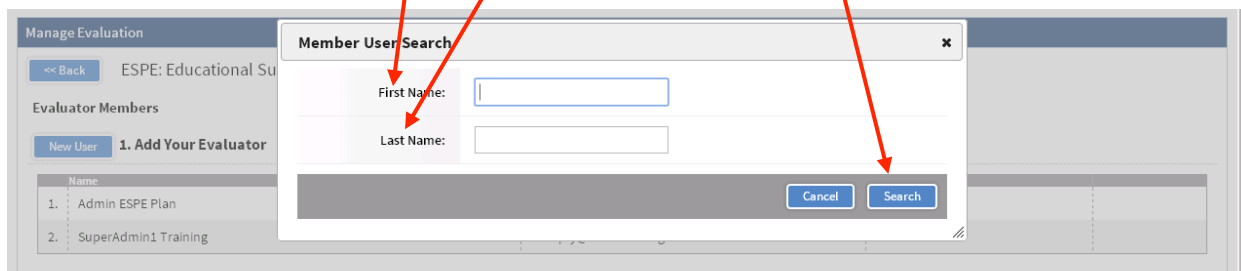 Manage Evaluation
Member User Search
<< Back ESPE: Educational Su
First Name:
Evaluator Members
Last Name:
New User 1. Add Your Evaluator
Name
Cancel Search
1. Admin ESPE Plan
2. SuperAdmin1 Training